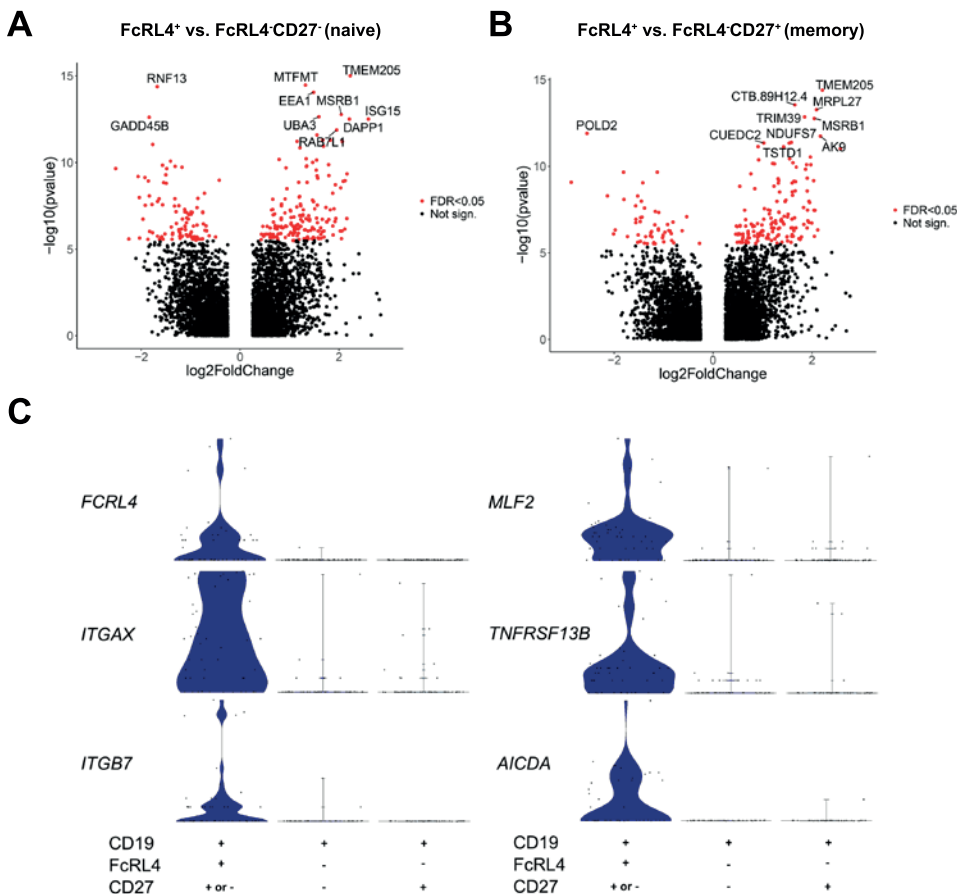 A
FcRL4⁺ vs. FcRL4⁻CD27⁻ (naive)
15
10
5
0
−log10(pvalue)
RNF13
GADD45B
MTFMT
TMEM205
EEA1
MSRB1
ISG15
UBA3
DAPP1
RAB7L1
FDR<0.05
Not sign.
−2
0
2
log2FoldChange
B
FcRL4⁺ vs. FcRL4⁻CD27⁺ (memory)
15
10
5
0
−log10(pvalue)
POLD2
TMEM205
CTB.89H12.4
MRPL27
TRIM39
MSRB1
CUEDC2
NDUFS7
TSTD1
AK9
FDR<0.05
Not sign.
−2
0
2
log2FoldChange
C
FCRL4
ITGAX
ITGB7
CD19 + + +
FcRL4 + - -
CD27 + or - - +
MLF2
TNFRSF13B
AICDA
CD19 + + +
FcRL4 + - -
CD27 + or - - +